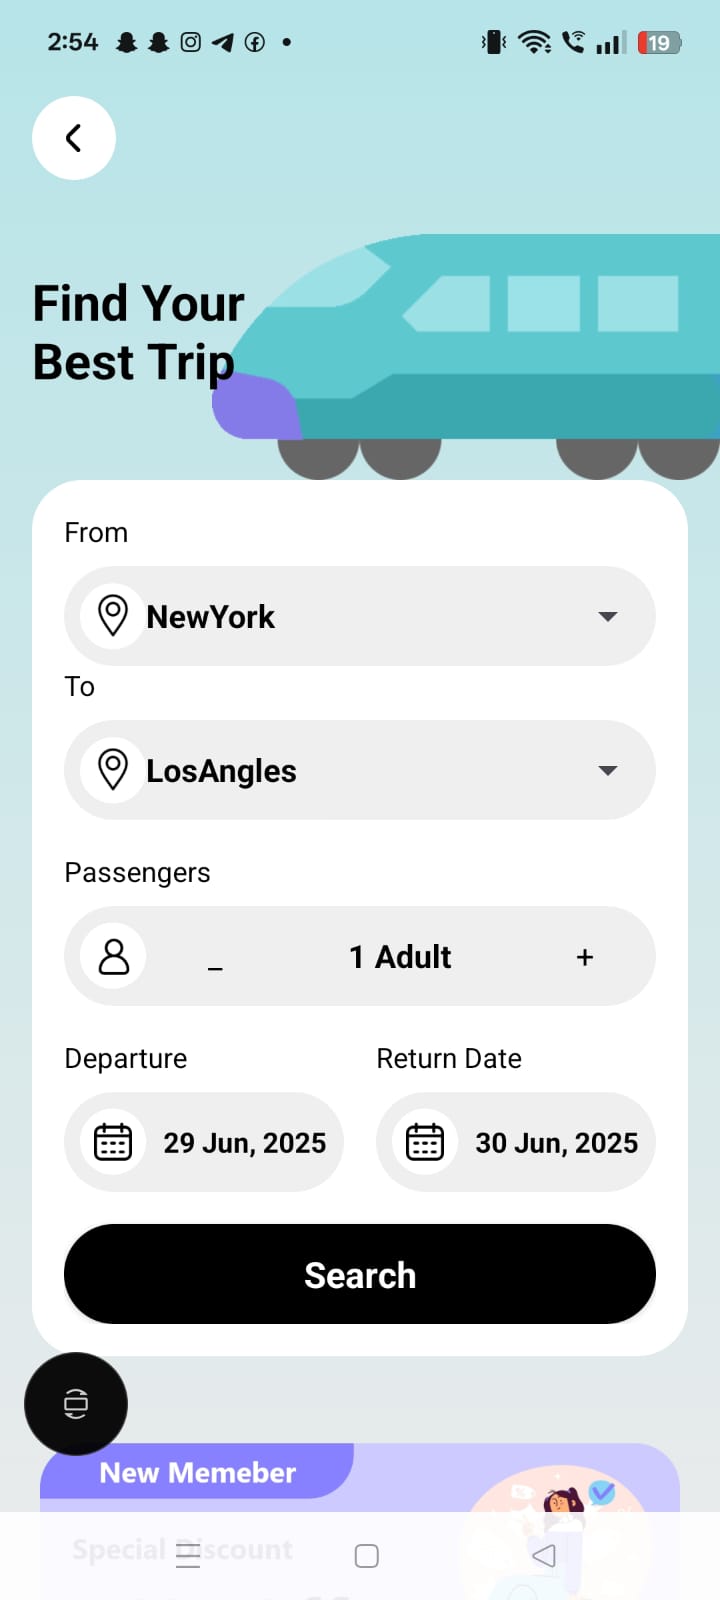 2:54
19
Find Your
Best Trip
From
NewYork
To
LosAngles
Passengers
_ 1 Adult +
Departure Return Date
29 Jun, 2025 30 Jun, 2025
Search
New Memeber
Special Discount